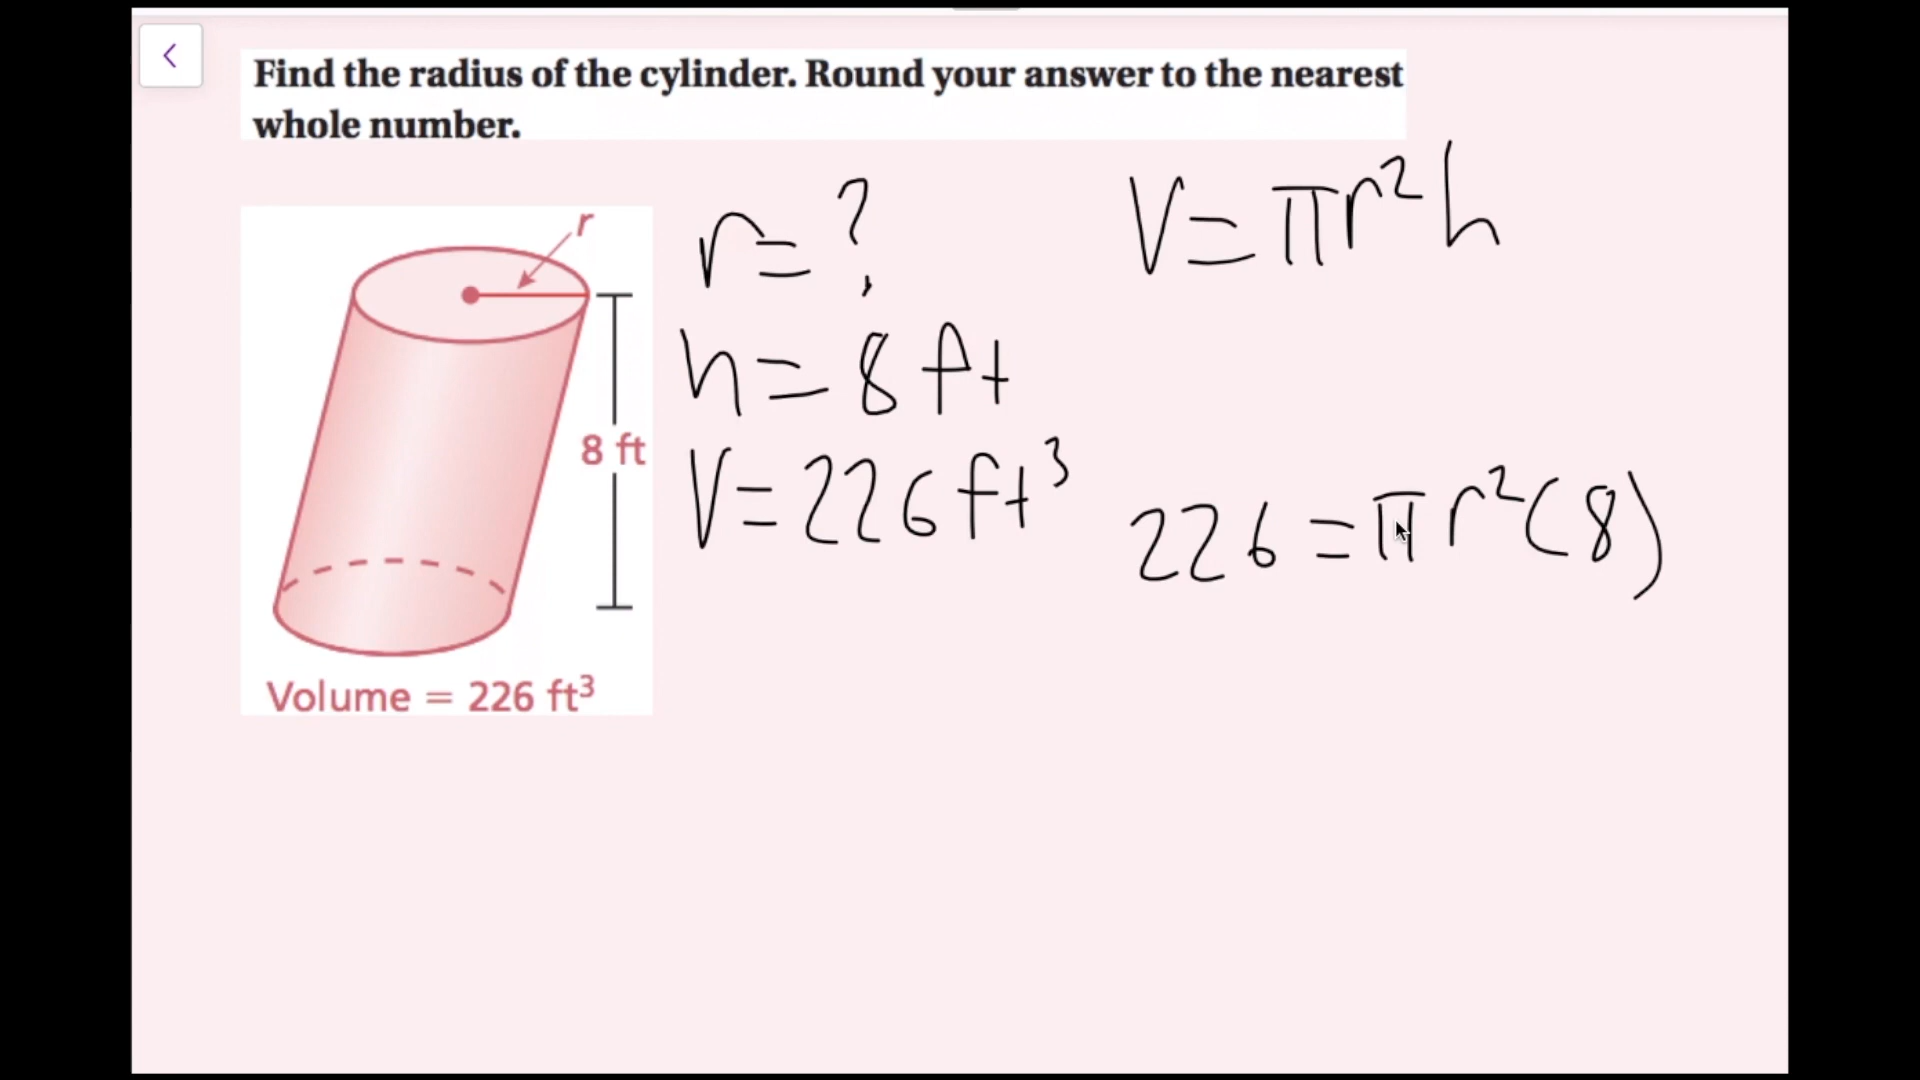 Find the radius of the cylinder. Round your answer to the nearest
whole number.
r
8 ft
Volume = 226 ft³
r = ?
h = 8 ft
V = 226 ft³
V = πr²h
226 = πr²(8)